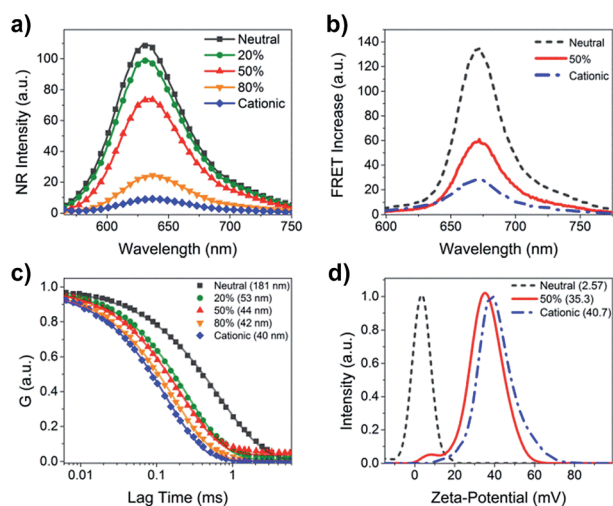 a)
NR Intensity (a.u.)
120
100
80
60
40
20
0
600
650
700
750
Wavelength (nm)
Neutral
20%
50%
80%
Cationic
b)
FRET Increase (a.u.)
140
120
100
80
60
40
20
0
600
650
700
750
Wavelength (nm)
Neutral
50%
Cationic
c)
G (a.u.)
1.0
0.8
0.6
0.4
0.2
0.0
0.01
0.1
1
Lag Time (ms)
Neutral (181 nm)
20% (53 nm)
50% (44 nm)
80% (42 nm)
Cationic (40 nm)
d)
Intensity (a.u.)
1.0
0.8
0.6
0.4
0.2
0.0
0
20
40
60
80
Zeta-Potential (mV)
Neutral (2.57)
50% (35.3)
Cationic (40.7)